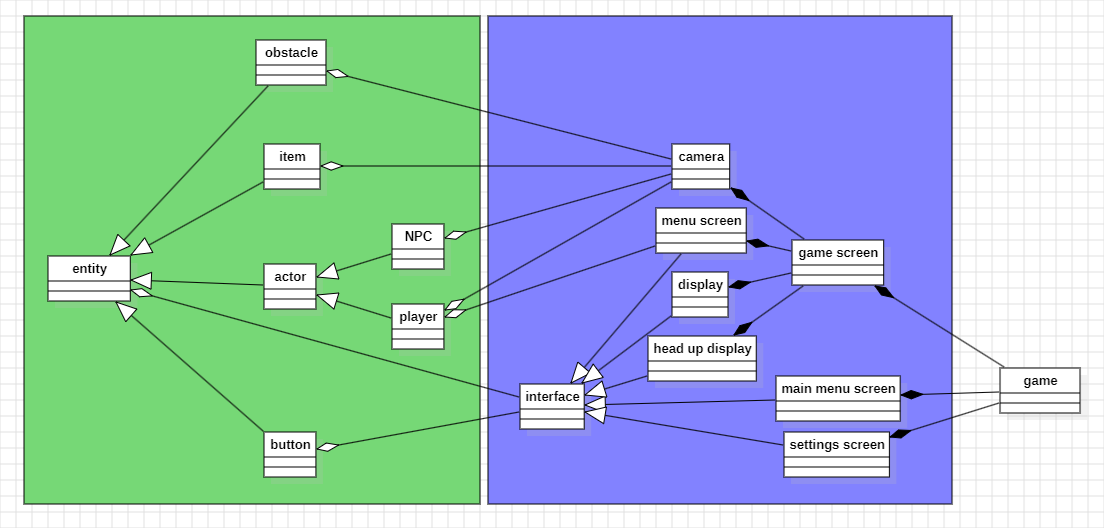 obstacle
item
camera
NPC
menu screen
entity
actor
game screen
display
player
head up display
interface
main menu screen
game
button
settings screen